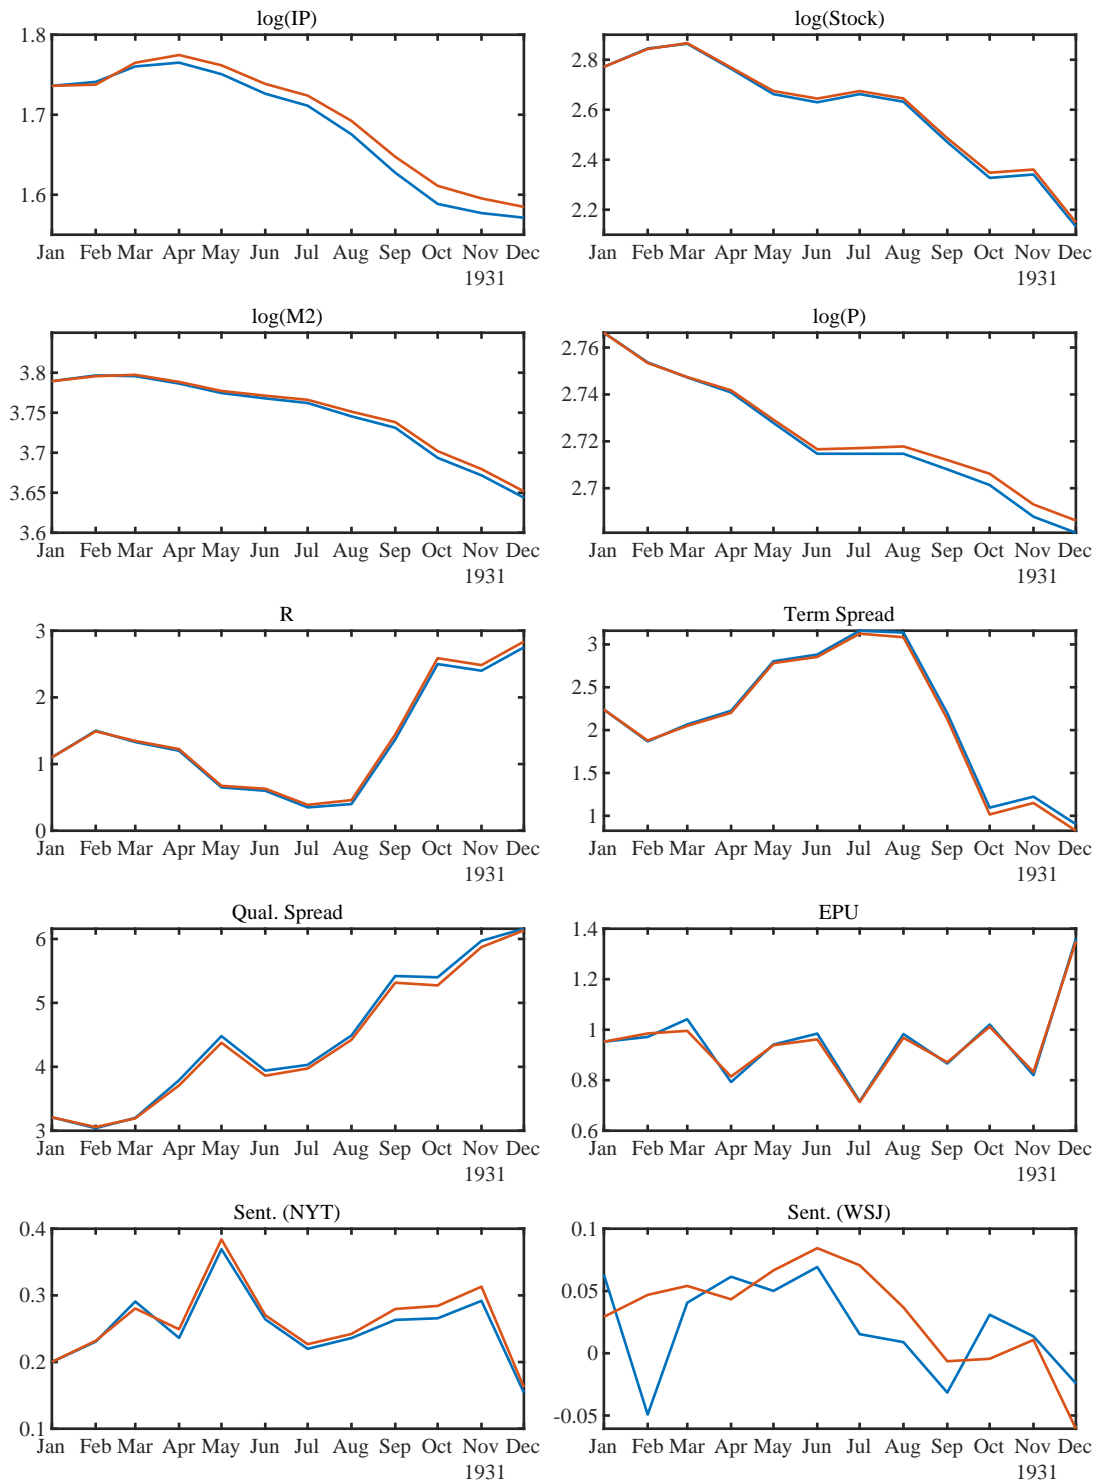 log(IP)
1.8
1.7
1.6
Jan Feb Mar Apr May Jun Jul Aug Sep Oct Nov Dec
1931
log(Stock)
2.8
2.6
2.4
2.2
Jan Feb Mar Apr May Jun Jul Aug Sep Oct Nov Dec
1931
log(M2)
3.8
3.75
3.7
3.65
3.6
Jan Feb Mar Apr May Jun Jul Aug Sep Oct Nov Dec
1931
log(P)
2.76
2.74
2.72
2.7
Jan Feb Mar Apr May Jun Jul Aug Sep Oct Nov Dec
1931
R
3
2
1
0
Jan Feb Mar Apr May Jun Jul Aug Sep Oct Nov Dec
1931
Term Spread
3
2.5
2
1.5
1
Jan Feb Mar Apr May Jun Jul Aug Sep Oct Nov Dec
1931
Qual. Spread
6
5
4
3
Jan Feb Mar Apr May Jun Jul Aug Sep Oct Nov Dec
1931
EPU
1.4
1.2
1
0.8
0.6
Jan Feb Mar Apr May Jun Jul Aug Sep Oct Nov Dec
1931
Sent. (NYT)
0.4
0.3
0.2
0.1
Jan Feb Mar Apr May Jun Jul Aug Sep Oct Nov Dec
1931
Sent. (WSJ)
0.1
0.05
0
-0.05
Jan Feb Mar Apr May Jun Jul Aug Sep Oct Nov Dec
1931